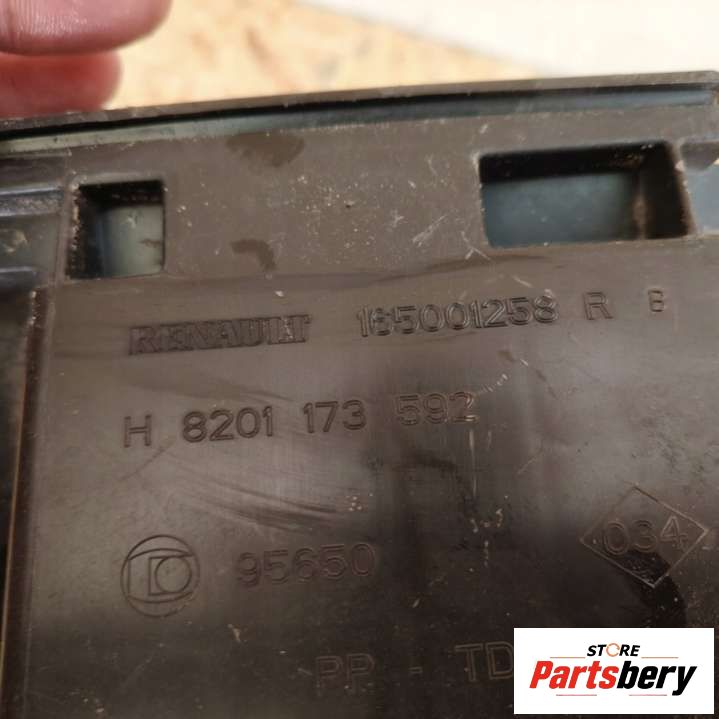 RENAULT 165001258 R B
H 8201 173 592
95650 034
PP - TD
STORE
Partsbery